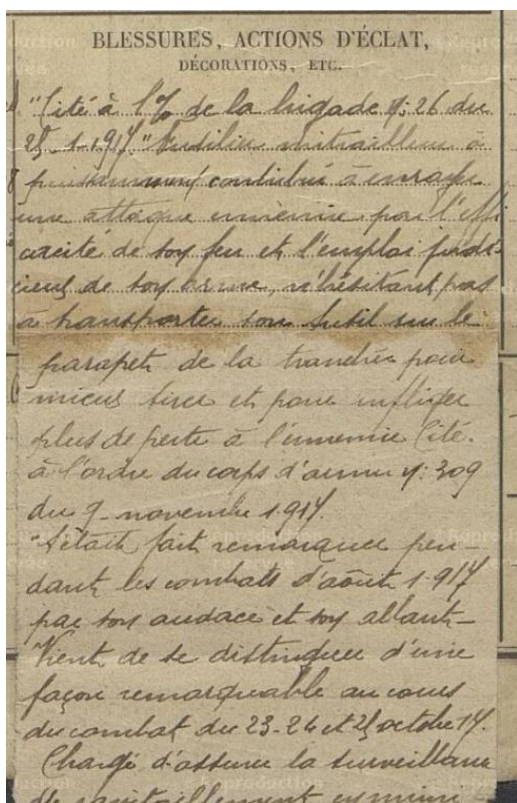 BLESSURES, ACTIONS D'ÉCLAT,
DÉCORATIONS, ETC.
"Cité à l'% de la brigade N: 26 du
25-1-1917" Fusilier mitrailleur à
puissamment contribué à enrayer
une attaque ennemie par l'effi
cacité de son feu et l'emploi judi-
cieux de son arme, n'hésitant pas
à transporter son fusil sur le
parapet de la tranchée pour
mieux tirer et pour infliger
plus de perte à l'ennemie Cité.
à l'ordre du corps d'armée N: 309
du 9 novembre 1917.
"S'était fait remarquer pen-
dant les combats d'août 1917
par son audace et son allant-
Vient de se distinguer d'une
façon remarquable au cours
du combat du 23-24 et 25 octobre 17.
Chargé d'assurer la surveillance